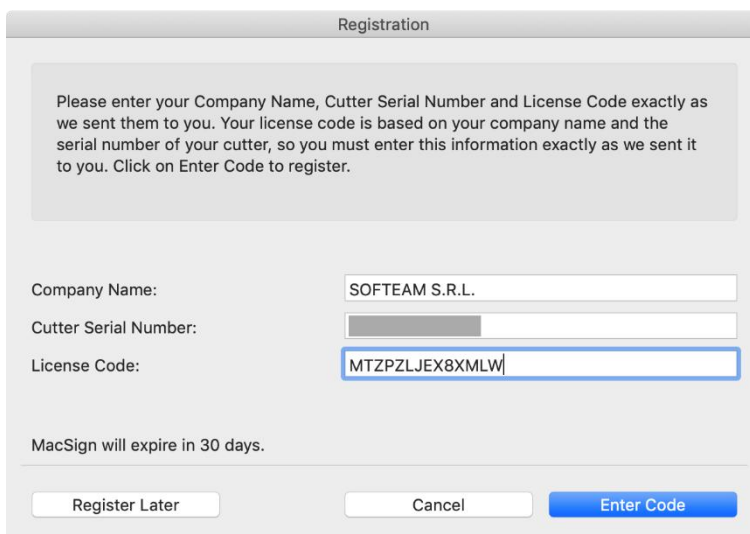 Registration
Please enter your Company Name, Cutter Serial Number and License Code exactly as
we sent them to you. Your license code is based on your company name and the
serial number of your cutter, so you must enter this information exactly as we sent it
to you. Click on Enter Code to register.
Company Name: SOFTEAM S.R.L.
Cutter Serial Number:
License Code: MTZPZLJEX8XMLW
MacSign will expire in 30 days.
Register Later Cancel Enter Code